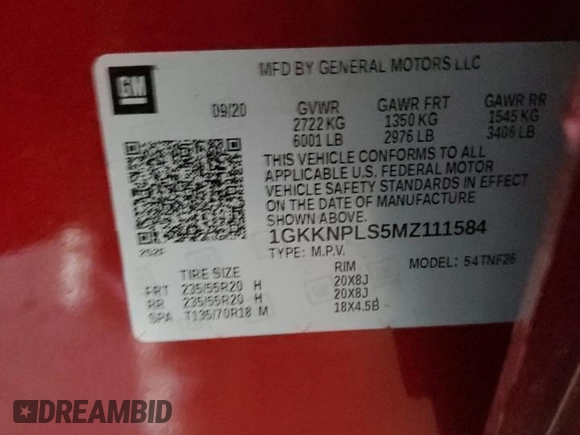 GM
MFD BY GENERAL MOTORS LLC
09/20 GVWR GAWR FRT GAWR RR
2722 KG 1350 KG 1545 KG
6001 LB 2976 LB 3406 LB
THIS VEHICLE CONFORMS TO ALL
APPLICABLE U.S. FEDERAL MOTOR
VEHICLE SAFETY STANDARDS IN EFFECT
ON THE DATE OF MANUFACTURE
SHOWN ABOVE.
1GKKNPLS5MZ111584
TYPE: M.P.V. MODEL: 54TNF26
TIRE SIZE RIM
FRT 235/55R20 H 20X8J
RR 235/55R20 H 20X8J
SPA T135/70R18 M 18X4.5B
DREAMBID